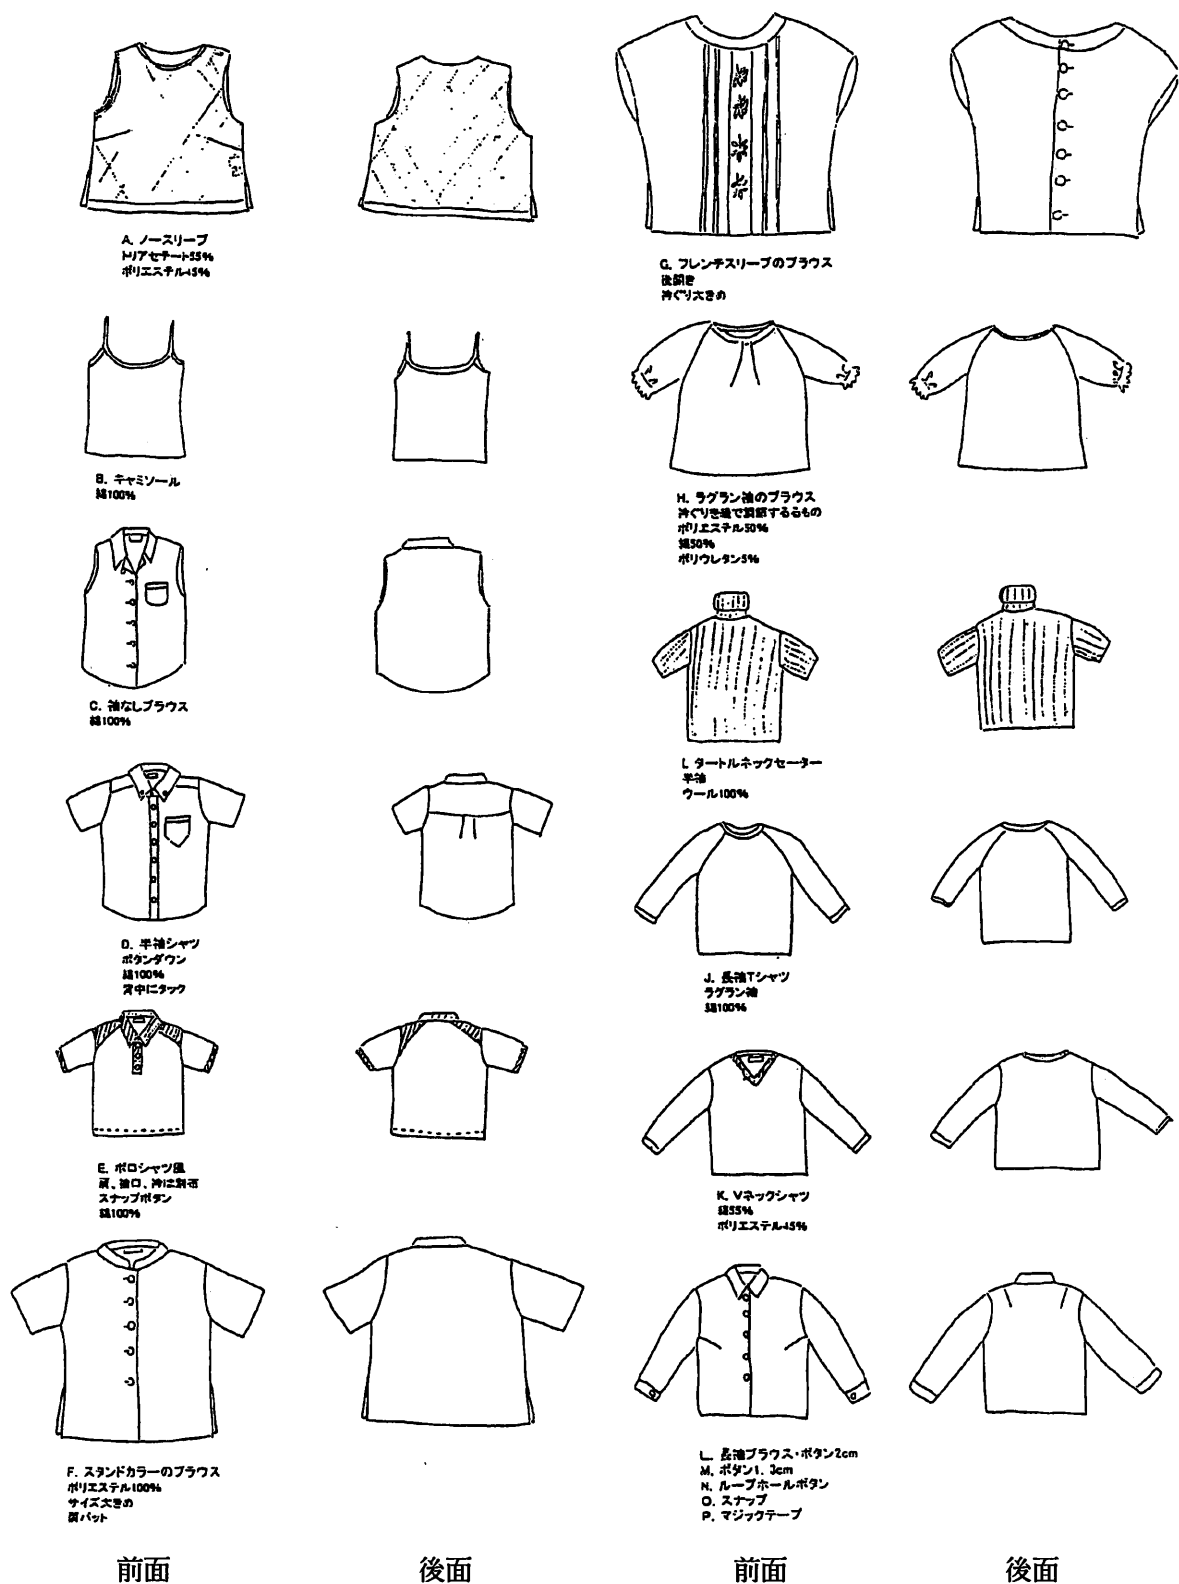 A. ノースリーブ
トリアセテート55%
ポリエステル45%
B. キャミソール
綿100%
C. 袖なしブラウス
綿100%
D. 半袖シャツ
ボタンダウン
綿100%
背中にタック
E. ポロシャツ風
肩、袖口、衿は別布
スナップボタン
綿100%
F. スタンドカラーのブラウス
ポリエステル100%
サイズ大きめ
肩パット
G. フレンチスリーブのブラウス
後開き
衿ぐり大きめ
H. ラグラン袖のブラウス
衿ぐりを紐で調節するもの
ポリエステル50%
綿50%
ポリウレタン5%
I. タートルネックセーター
半袖
ウール100%
J. 長袖Tシャツ
ラグラン袖
綿100%
K. Vネックシャツ
綿55%
ポリエステル45%
L. 長袖ブラウス・ボタン2cm
M. ボタン1.3cm
N. ループホールボタン
O. スナップ
P. マジックテープ
前面 後面 前面 後面